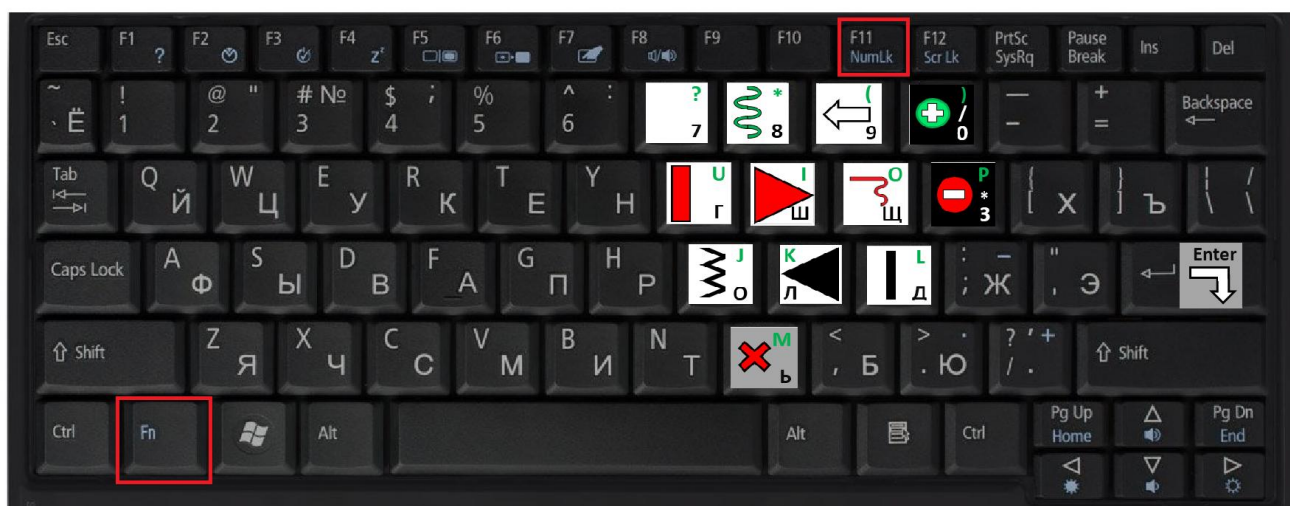 Esc F1 ? F2 F3 F4 Zz F5 F6 F7 F8 F9 F10 F11 NumLk F12 Scr Lk PrtSc SysRq Pause Break Ins Del
~ ` Ё ! 1 @ " 2 # № 3 $ ; 4 % 5 ^ : 6 ? 7 * 8 ( 9 ) / 0 — - + = Backspace
Tab Q Й W Ц E У R К T Е Y Н U Г I Ш O Щ P * З { [ Х } ] Ъ ¦ / \ \
Caps Lock A Ф S Ы D В F А G П H Р J О K Л L Д : ; Ж " , Э Enter
Shift Z Я X Ч C С V М B И N Т M Ь < , Б > . Ю ? ' + / . Shift
Ctrl Fn Alt Alt Ctrl Pg Up Home Pg Dn End